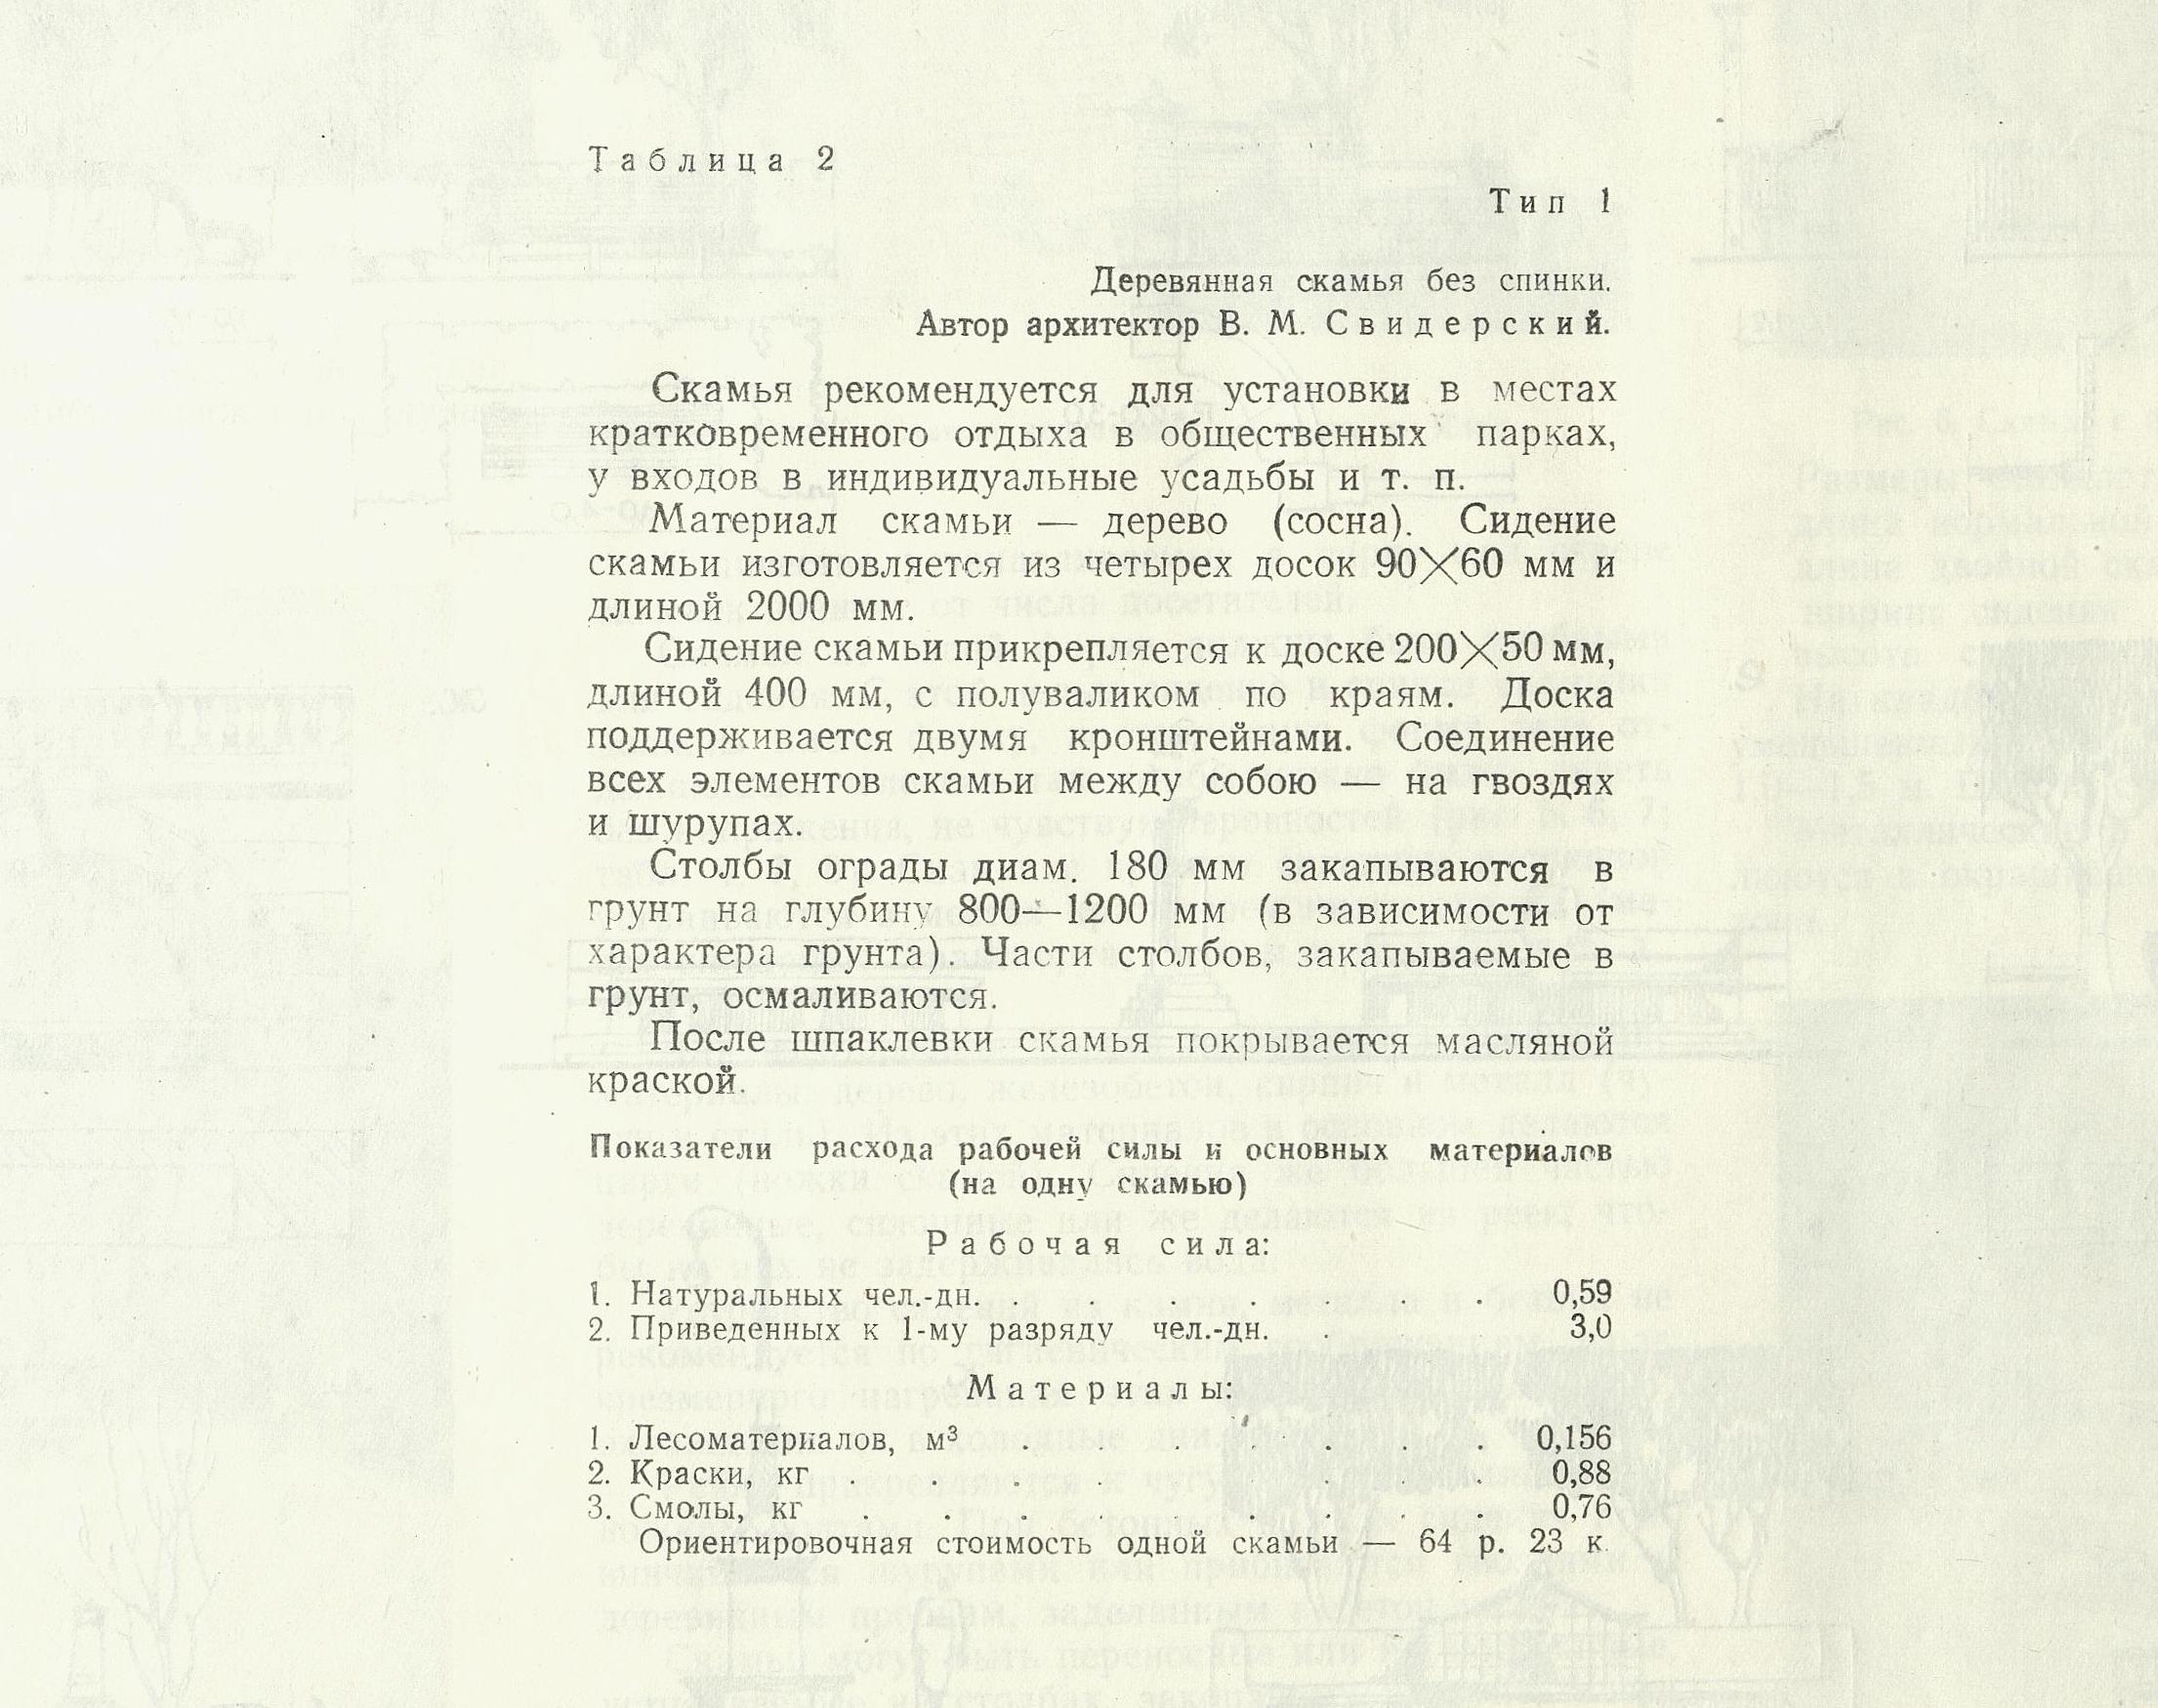 Таблица 2
Тип 1
Деревянная скамья без спинки.
Автор архитектор В. М. Свидерский.
Скамья рекомендуется для установки в местах
кратковременного отдыха в общественных парках,
у входов в индивидуальные усадьбы и т. п.
Материал скамьи — дерево (сосна). Сидение
скамьи изготовляется из четырех досок 90×60 мм и
длиной 2000 мм.
Сидение скамьи прикрепляется к доске 200×50 мм,
длиной 400 мм, с полуваликом по краям. Доска
поддерживается двумя кронштейнами. Соединение
всех элементов скамьи между собою — на гвоздях
и шурупах.
Столбы ограды диам. 180 мм закапываются в
грунт на глубину 800—1200 мм (в зависимости от
характера грунта). Части столбов, закапываемые в
грунт, осмаливаются.
После шпаклевки скамья покрывается масляной
краской.
Показатели расхода рабочей силы и основных материалов
(на одну скамью)
Рабочая сила:
1. Натуральных чел.-дн. . . . . . . . 0,59
2. Приведенных к 1-му разряду чел.-дн. . 3,0
Материалы:
1. Лесоматериалов, м³ . . . . . . . 0,156
2. Краски, кг . . . . . . . . . 0,88
3. Смолы, кг . . . . . . . . . 0,76
Ориентировочная стоимость одной скамьи — 64 р. 23 к.